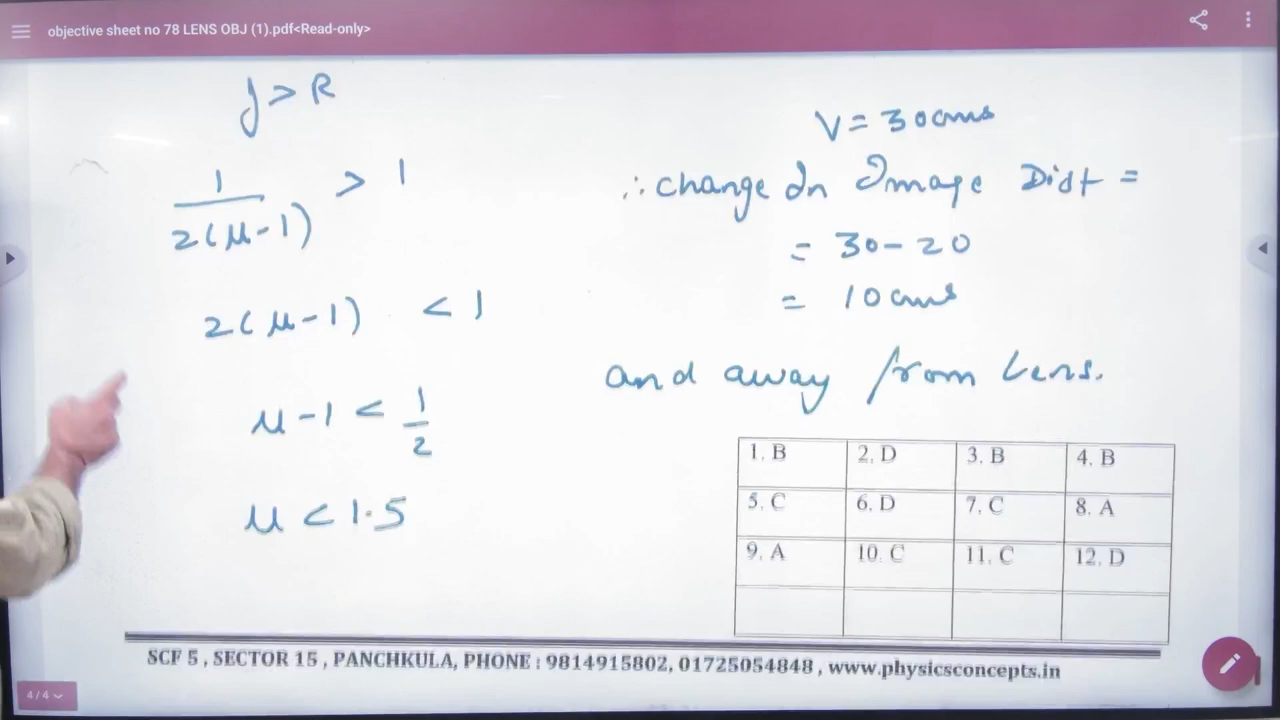 objective sheet no 78 LENS OBJ (1).pdf<Read-only>
f > R
1 / 2(μ-1) > 1
2(μ-1) < 1
μ-1 < 1/2
μ < 1.5
V = 30cms
∴ change In Image Dist =
= 30-20
= 10cms
and away from Lens.
1. B 2. D 3. B 4. B
5. C 6. D 7. C 8. A
9. A 10. C 11. C 12. D
SCF 5 , SECTOR 15 , PANCHKULA, PHONE : 9814915802, 01725054848 , www.physicsconcepts.in
4/4